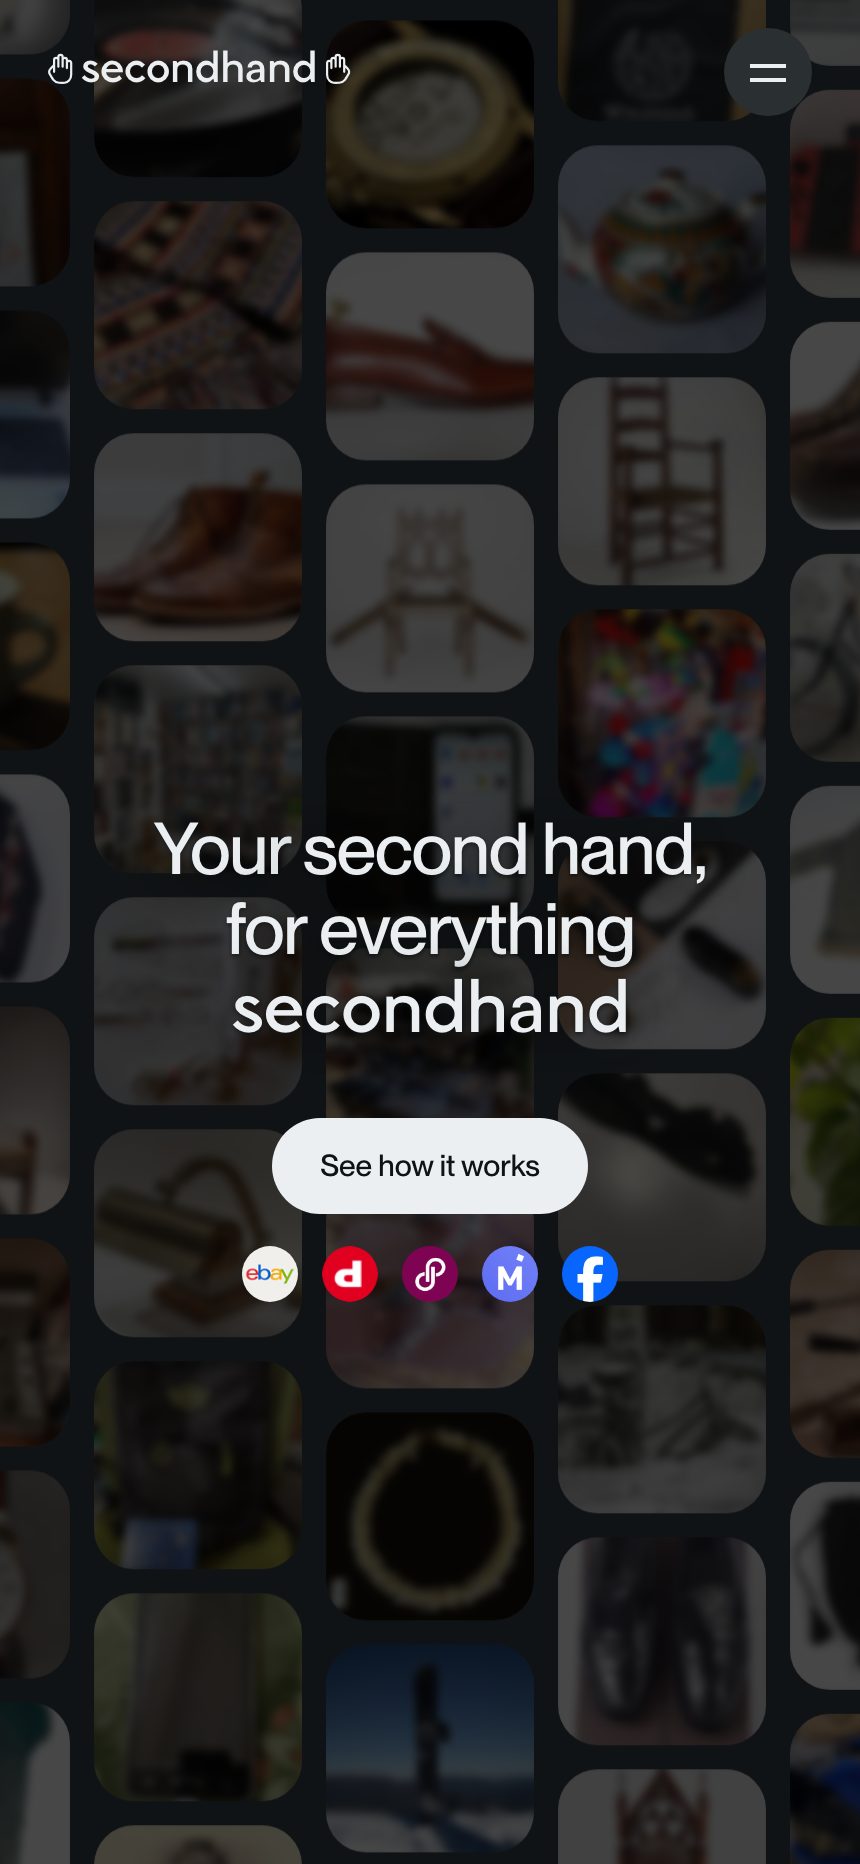 secondhand
Your second hand,
for everything
secondhand
See how it works
ebay